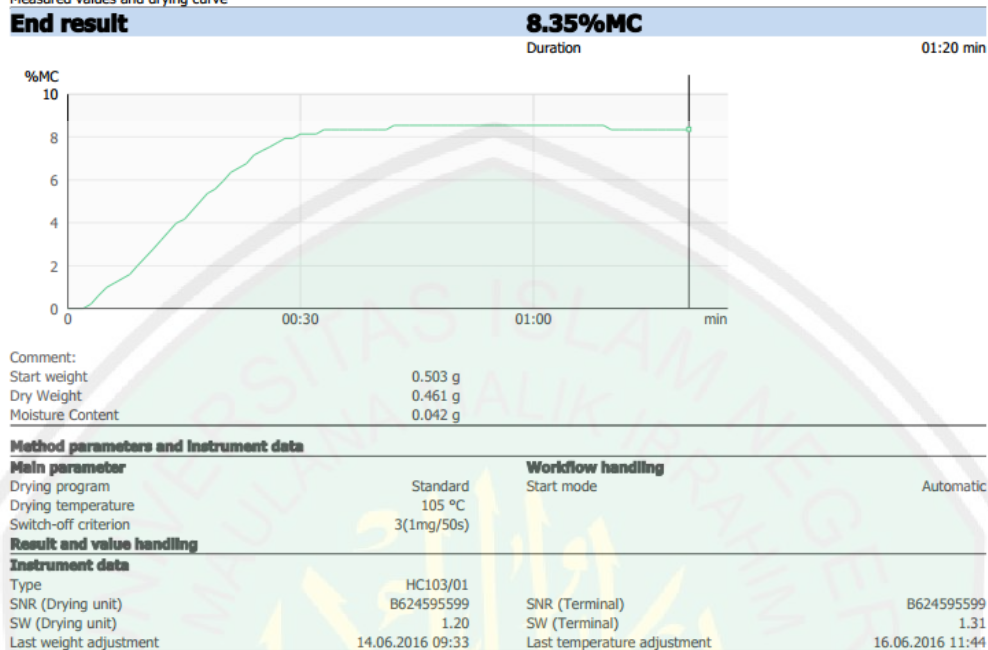 Measured values and drying curve
End result 8.35%MC
Duration 01:20 min
%MC
10
8
6
4
2
0
0 00:30 01:00 min
Comment:
Start weight 0.503 g
Dry Weight 0.461 g
Moisture Content 0.042 g
Method parameters and instrument data
Main parameter Workflow handling
Drying program Standard Start mode Automatic
Drying temperature 105 °C
Switch-off criterion 3(1mg/50s)
Result and value handling
Instrument data
Type HC103/01
SNR (Drying unit) B624595599 SNR (Terminal) B624595599
SW (Drying unit) 1.20 SW (Terminal) 1.31
Last weight adjustment 14.06.2016 09:33 Last temperature adjustment 16.06.2016 11:44